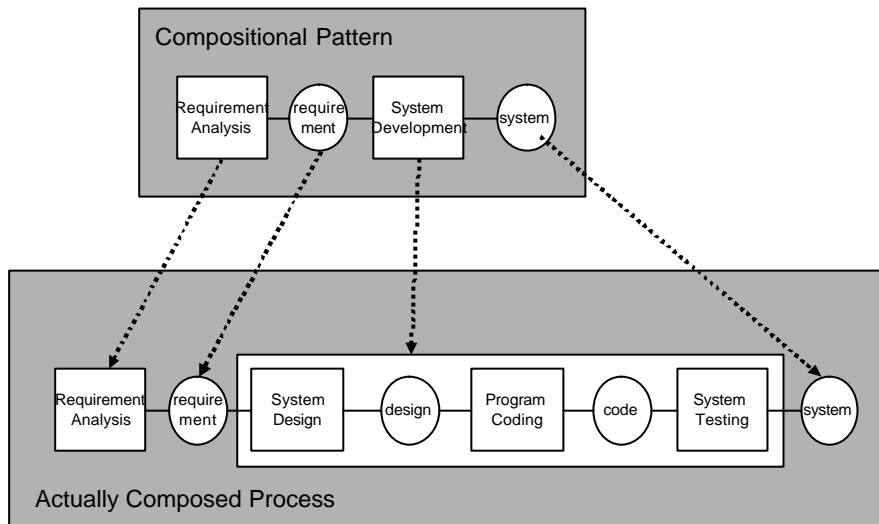 Compositional Pattern
Requirement
Analysis
require
ment
System
Development
system
Requirement
Analysis
require
ment
System
Design
design
Program
Coding
code
System
Testing
system
Actually Composed Process